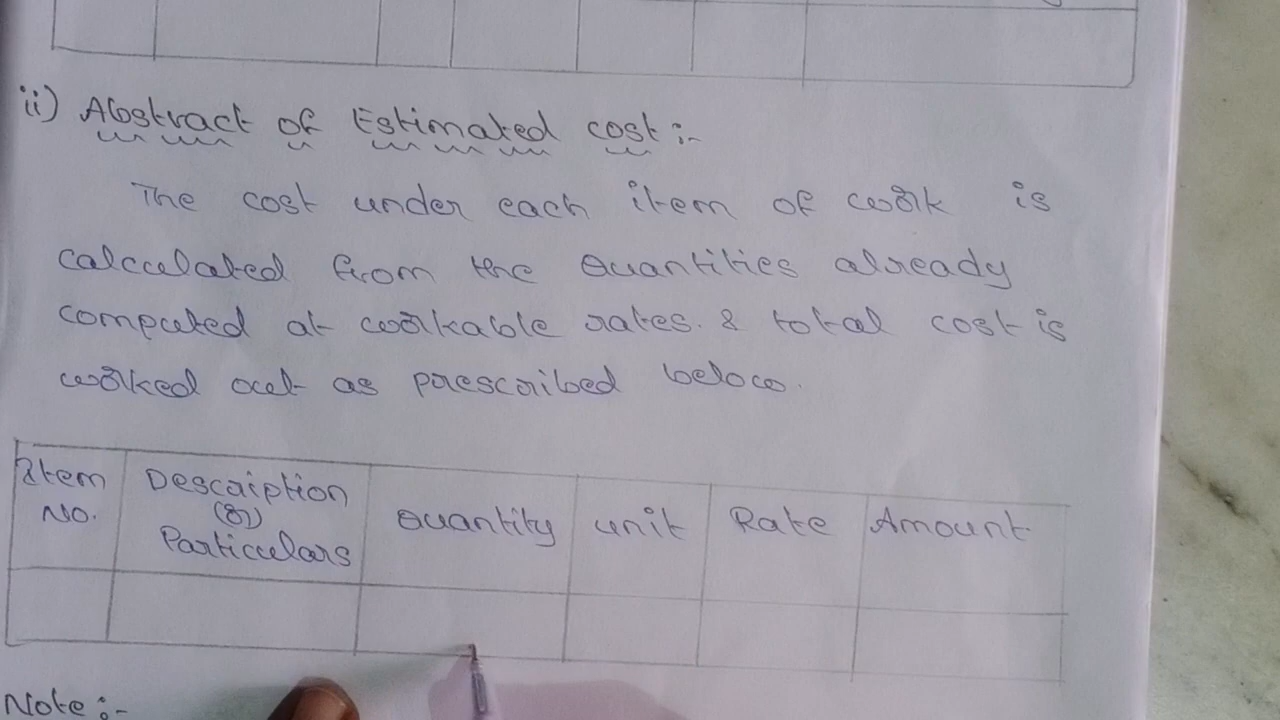 ii) Abstract of Estimated cost :-
The cost under each item of work is
calculated from the Quantities already
computed at workable rates. & total cost is
worked out as prescribed below.
Item No. Description (or) Particulars Quantity unit Rate Amount
Note :-